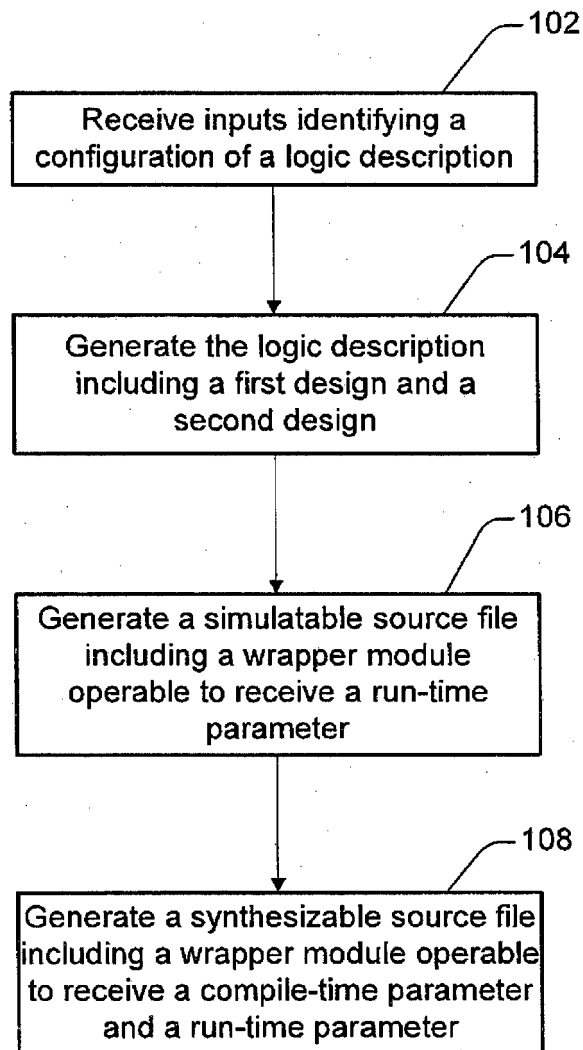 102
Receive inputs identifying a
configuration of a logic description
104
Generate the logic description
including a first design and a
second design
106
Generate a simulatable source file
including a wrapper module
operable to receive a run-time
parameter
108
Generate a synthesizable source file
including a wrapper module operable
to receive a compile-time parameter
and a run-time parameter